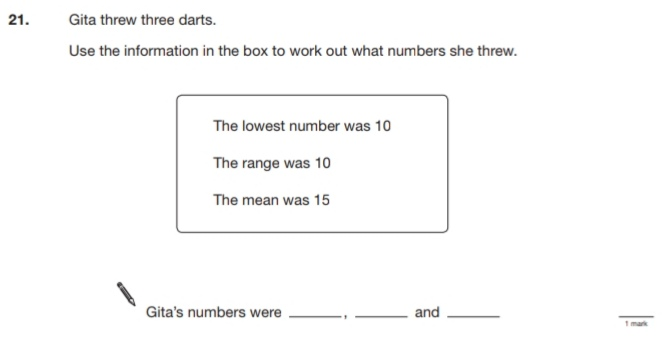 21. Gita threw three darts.
Use the information in the box to work out what numbers she threw.
The lowest number was 10
The range was 10
The mean was 15
Gita's numbers were ______, ______ and ______
1 mark